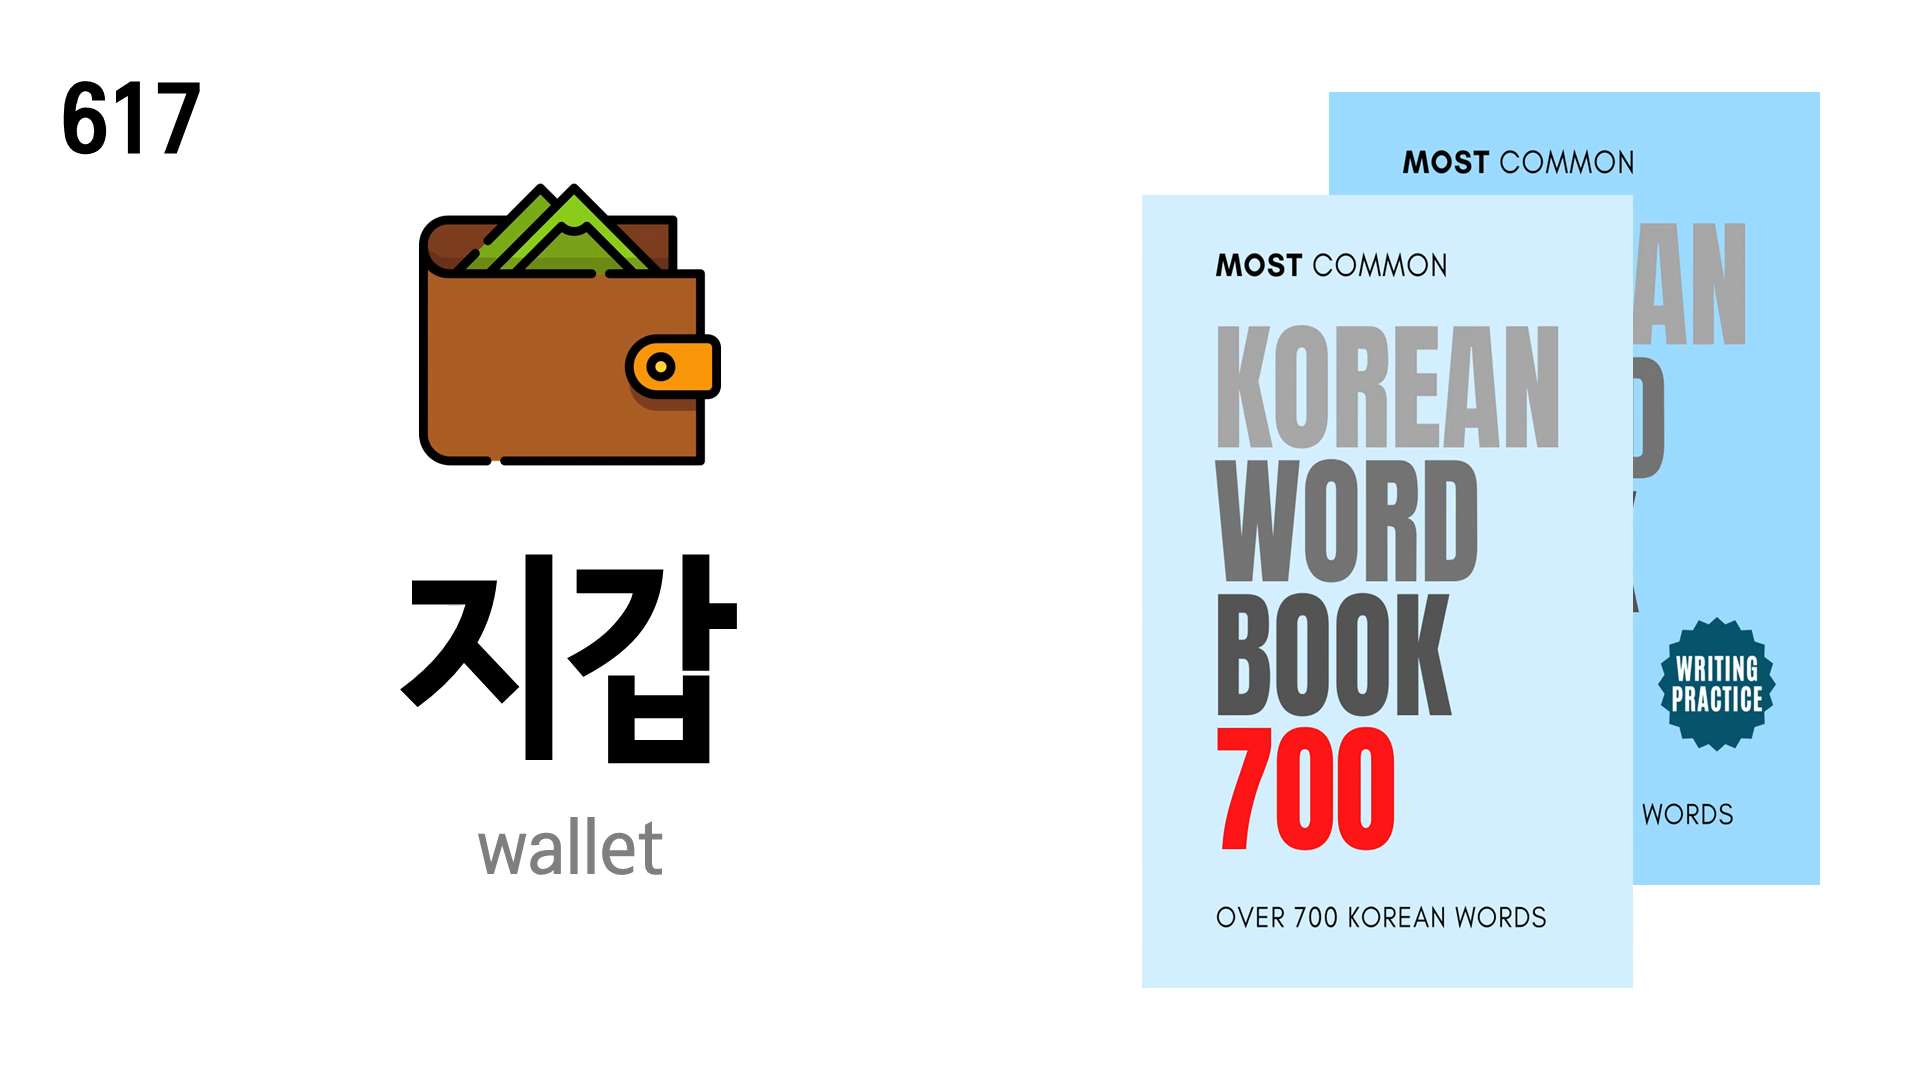 617
지갑
wallet
MOST COMMON
KOREAN
WORD
BOOK
700
OVER 700 KOREAN WORDS
MOST COMMON
AN
D
WRITING
PRACTICE
WORDS